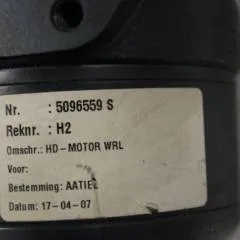 Nr. : 5096559 S
Reknr. : H2
Omschr.: HD-MOTOR WRL
Voor:
Bestemming: AATIEL
Datum: 17-04-07